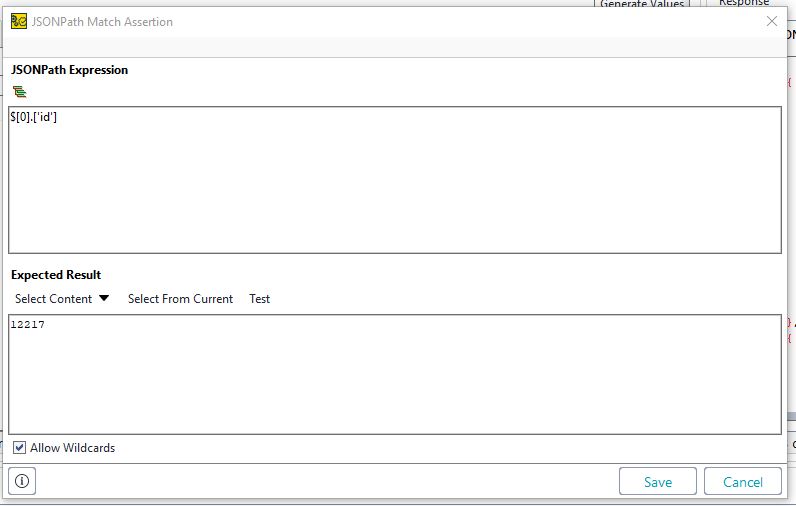 Generate Values
Response
JSONPath Match Assertion
JSONPath Expression
$[0].['id']
Expected Result
Select Content
Select From Current
Test
12217
},
{
{
Allow Wildcards
Save
Cancel